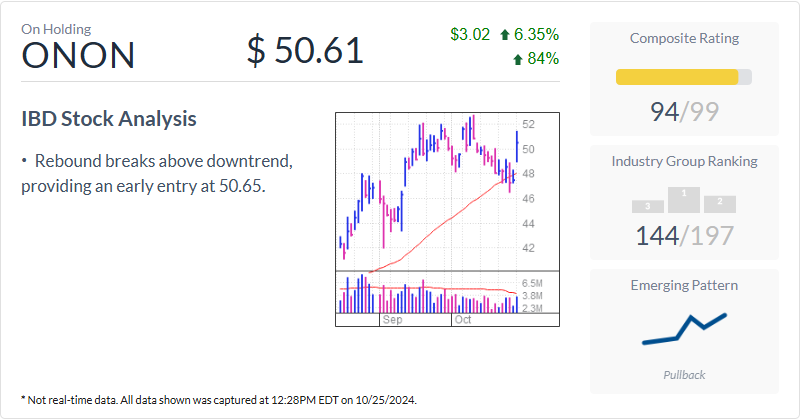 On Holding
ONON
$ 50.61
$3.02 6.35%
84%
IBD Stock Analysis
• Rebound breaks above downtrend,
providing an early entry at 50.65.
52
50
48
46
44
42
6.5M
3.8M
2.3M
Sep Oct
Composite Rating
94/99
Industry Group Ranking
3 1 2
144/197
Emerging Pattern
Pullback
* Not real-time data. All data shown was captured at 12:28PM EDT on 10/25/2024.